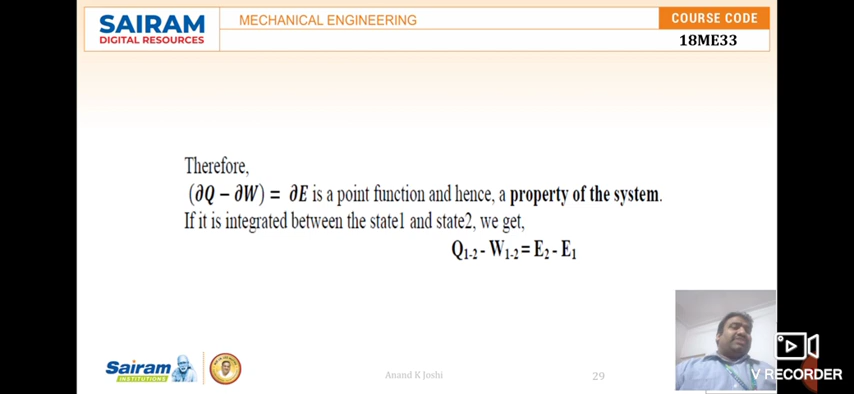 SAIRAM
DIGITAL RESOURCES
MECHANICAL ENGINEERING
COURSE CODE
18ME33
Therefore,
(∂Q − ∂W) = ∂E is a point function and hence, a property of the system.
If it is integrated between the state1 and state2, we get,
Q₁₋₂ - W₁₋₂ = E₂ - E₁
Sairam
INSTITUTIONS
Anand K Joshi
29
V RECORDER